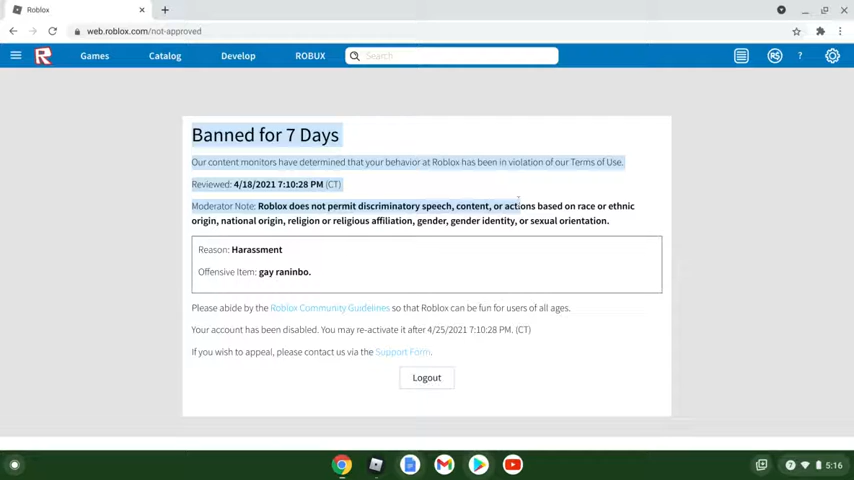 Roblox
web.roblox.com/not-approved
Games
Catalog
Develop
ROBUX
Search
Banned for 7 Days
Our content monitors have determined that your behavior at Roblox has been in violation of our Terms of Use.
Reviewed: 4/18/2021 7:10:28 PM (CT)
Moderator Note: Roblox does not permit discriminatory speech, content, or actions based on race or ethnic
origin, national origin, religion or religious affiliation, gender, gender identity, or sexual orientation.
Reason: Harassment
Offensive Item: gay raninbo.
Please abide by the Roblox Community Guidelines so that Roblox can be fun for users of all ages.
Your account has been disabled. You may re-activate it after 4/25/2021 7:10:28 PM. (CT)
If you wish to appeal, please contact us via the Support Form.
Logout
5:16